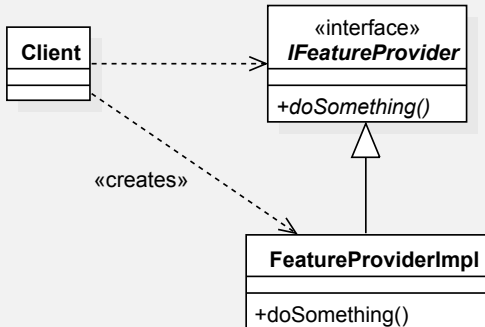 Client
«interface»
IFeatureProvider
+doSomething()
«creates»
FeatureProviderImpl
+doSomething()